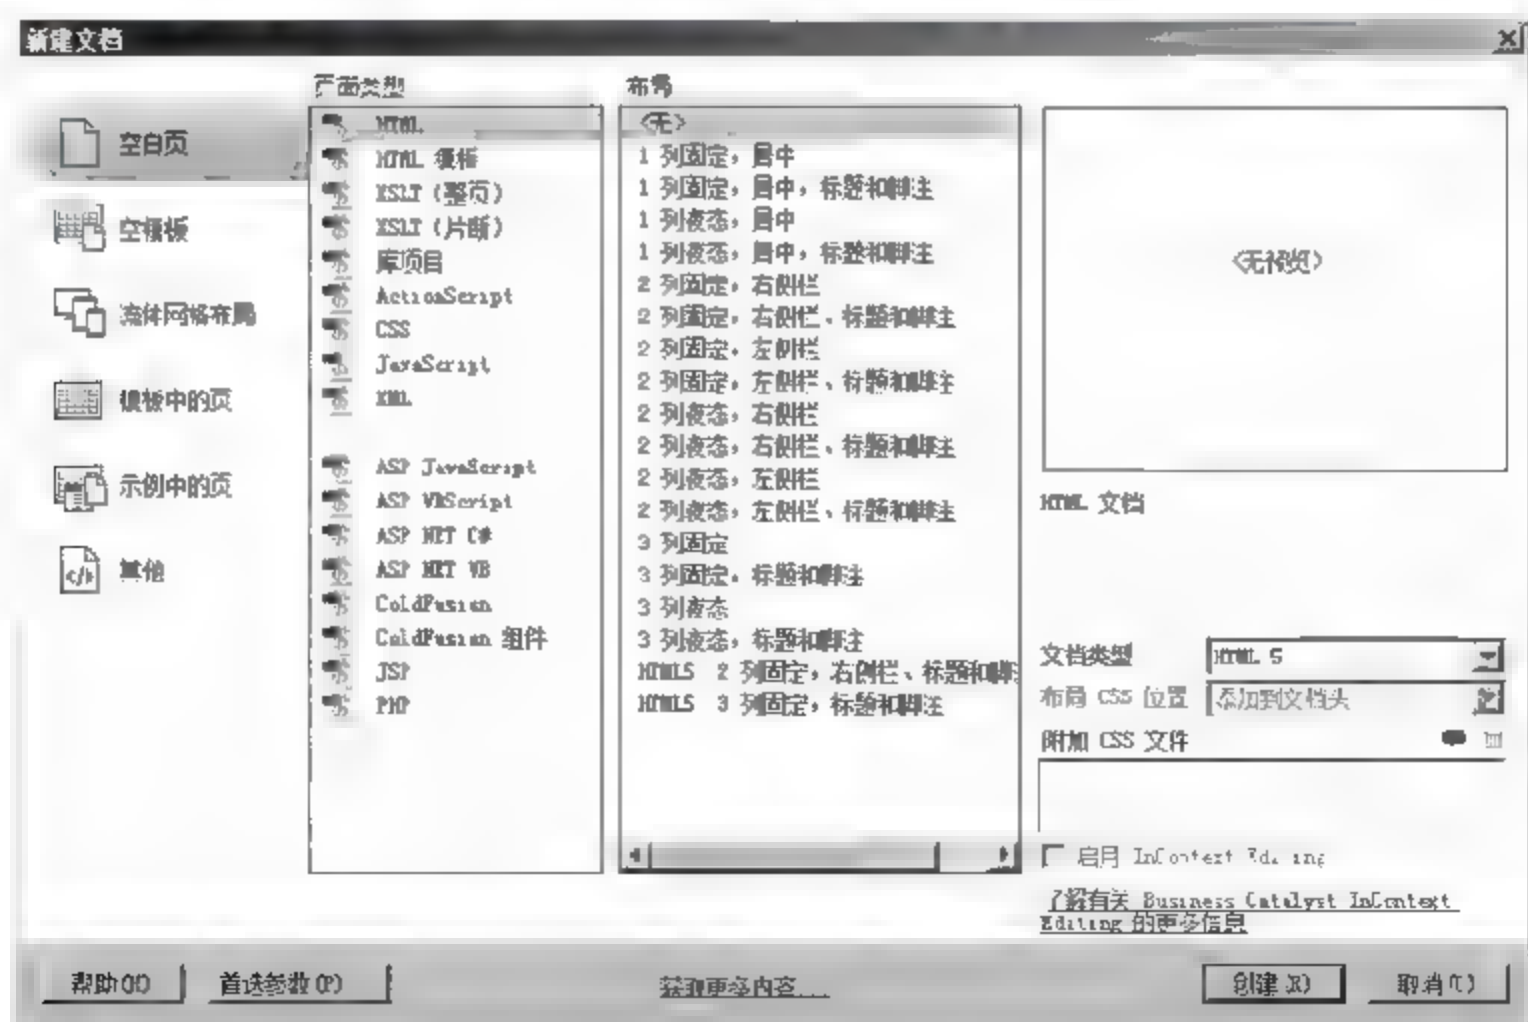 新建文档
页面类型
布局
空白页
空模板
流体网格布局
模板中的页
示例中的页
其他
HTML
HTML 模板
XSLT (整页)
XSLT (片断)
库项目
ActionScript
CSS
JavaScript
XML
ASP JavaScript
ASP VBScript
ASP NET C#
ASP NET VB
ColdFusion
ColdFusion 组件
JSP
PHP
<无>
1 列固定，居中
1 列固定，居中，标题和脚注
1 列液态，居中
1 列液态，居中，标题和脚注
2 列固定，右侧栏
2 列固定，右侧栏、标题和脚注
2 列固定，左侧栏
2 列固定，左侧栏、标题和脚注
2 列液态，右侧栏
2 列液态，右侧栏、标题和脚注
2 列液态，左侧栏
2 列液态，左侧栏、标题和脚注
3 列固定
3 列固定，标题和脚注
3 列液态
3 列液态，标题和脚注
HTML5 2 列固定，右侧栏、标题和脚
HTML5 3 列固定，标题和脚注
<无预览>
HTML 文档
文档类型
HTML 5
布局 CSS 位置
添加到文档头
附加 CSS 文件
启用 InContext Editing
了解有关 Business Catalyst InContext
Editing 的更多信息
帮助(H)
首选参数(P)
获取更多内容...
创建(R)
取消(C)